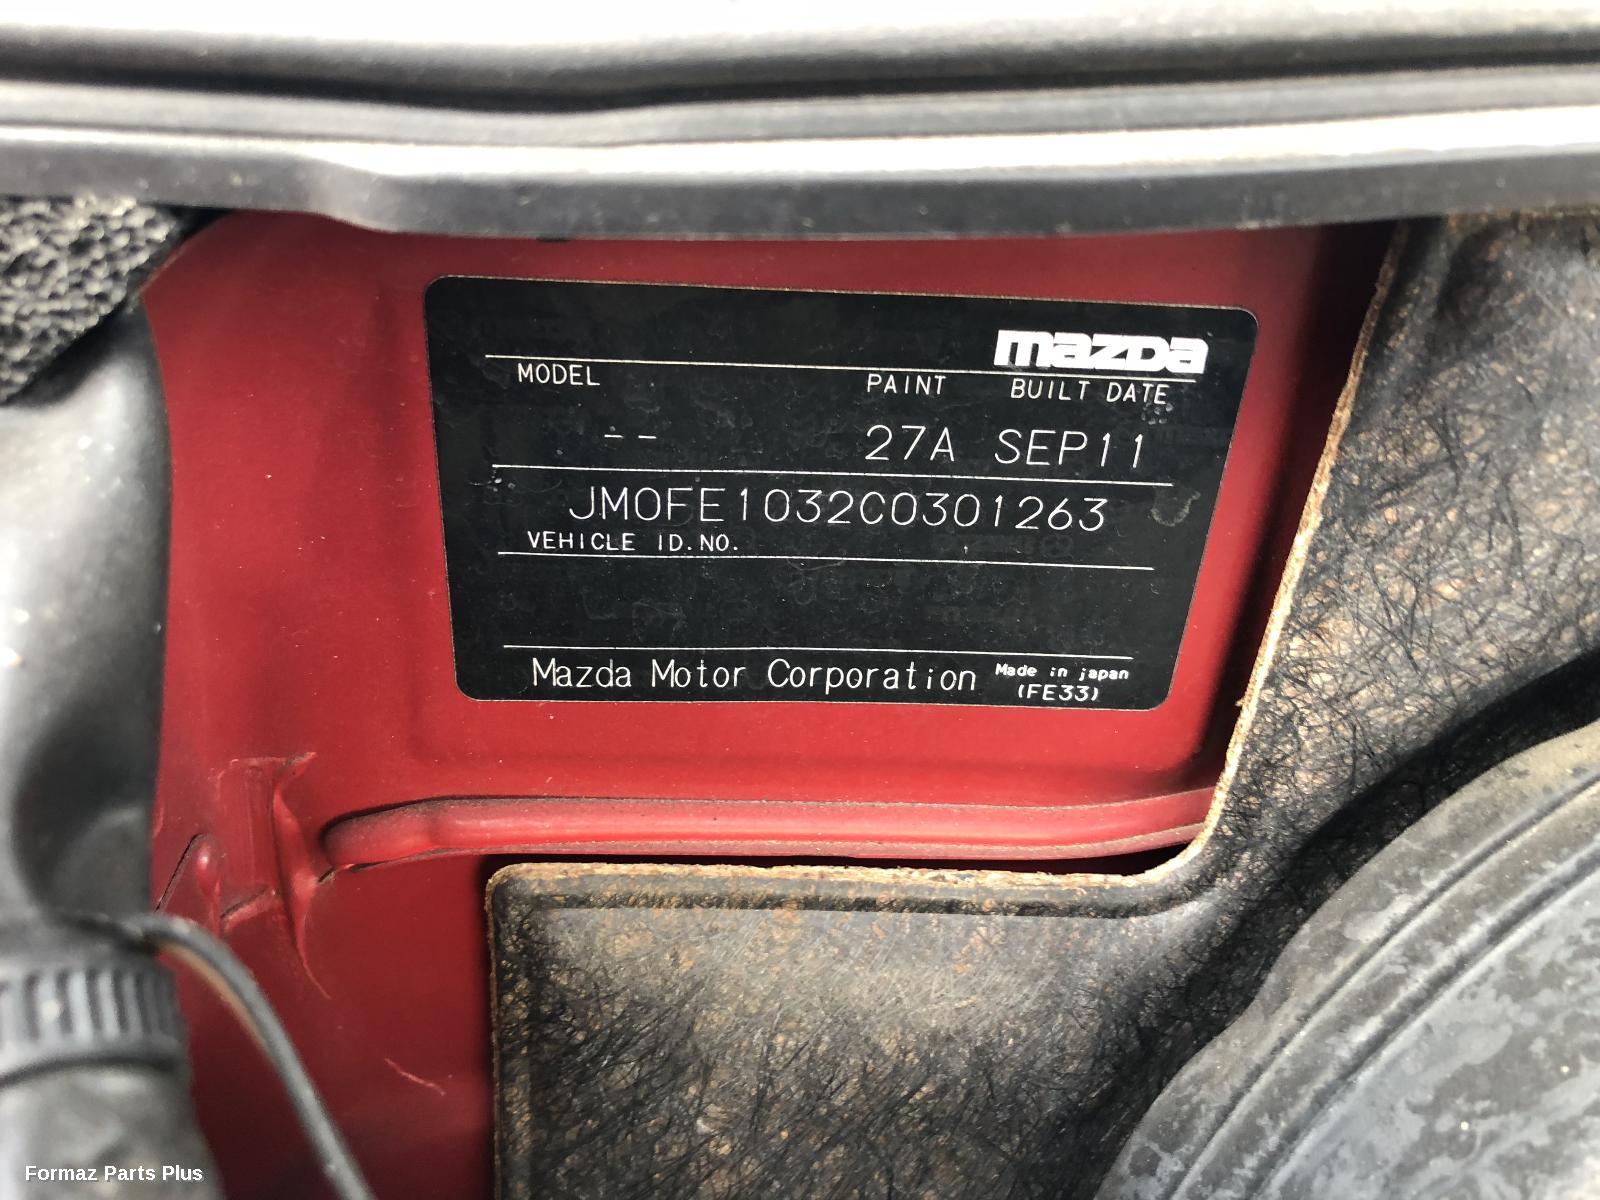 mazda
MODEL PAINT BUILT DATE
-- 27A SEP11
JM0FE1032C0301263
VEHICLE ID.NO.
Mazda Motor Corporation Made in japan
(FE33)
Formaz Parts Plus